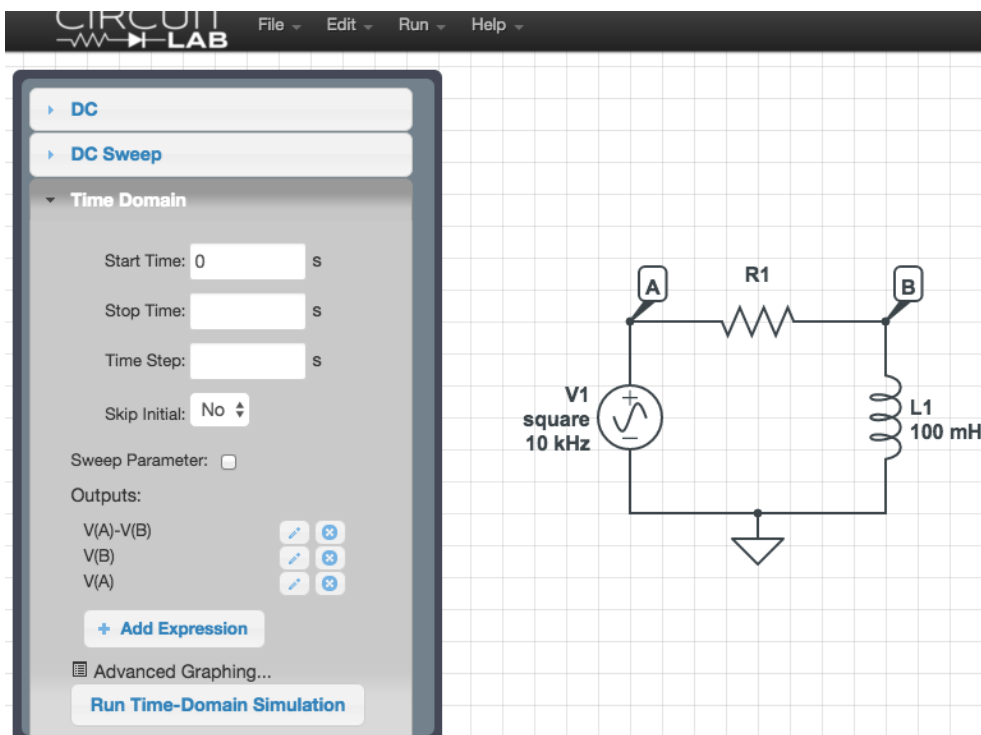 CIRCUIT
LAB
File Edit Run Help
DC
DC Sweep
Time Domain
Start Time: 0 s
Stop Time: s
Time Step: s
Skip Initial: No
Sweep Parameter:
Outputs:
V(A)-V(B)
V(B)
V(A)
+ Add Expression
Advanced Graphing...
Run Time-Domain Simulation
A
R1
B
V1
square
10 kHz
L1
100 mH